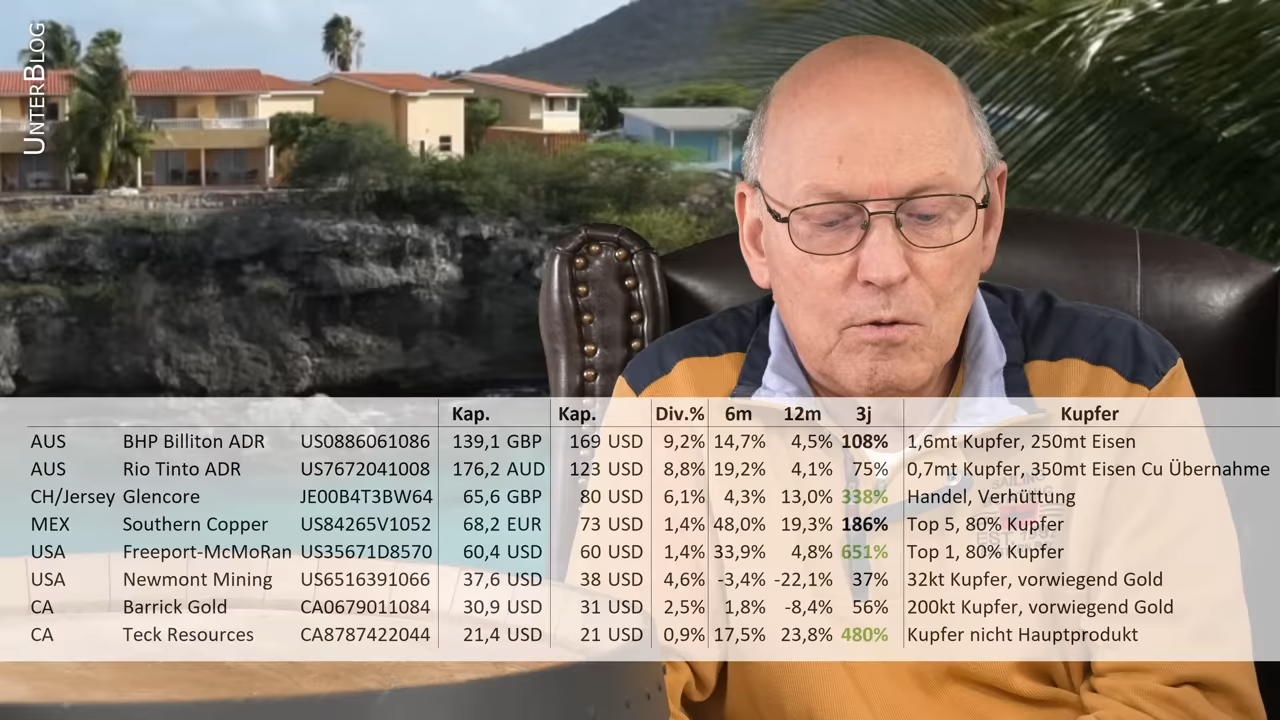 UNTERBLOG
Kap. Kap. Div.% 6m 12m 3j Kupfer
AUS BHP Billiton ADR US0886061086 139,1 GBP 169 USD 9,2% 14,7% 4,5% 108% 1,6mt Kupfer, 250mt Eisen
AUS Rio Tinto ADR US7672041008 176,2 AUD 123 USD 8,8% 19,2% 4,1% 75% 0,7mt Kupfer, 350mt Eisen Cu Übernahme
CH/Jersey Glencore JE00B4T3BW64 65,6 GBP 80 USD 6,1% 4,3% 13,0% 338% Handel, Verhüttung
MEX Southern Copper US84265V1052 68,2 EUR 73 USD 1,4% 48,0% 19,3% 186% Top 5, 80% Kupfer
USA Freeport-McMoRan US35671D8570 60,4 USD 60 USD 1,4% 33,9% 4,8% 651% Top 1, 80% Kupfer
USA Newmont Mining US6516391066 37,6 USD 38 USD 4,6% -3,4% -22,1% 37% 32kt Kupfer, vorwiegend Gold
CA Barrick Gold CA0679011084 30,9 USD 31 USD 2,5% 1,8% -8,4% 56% 200kt Kupfer, vorwiegend Gold
CA Teck Resources CA8787422044 21,4 USD 21 USD 0,9% 17,5% 23,8% 480% Kupfer nicht Hauptprodukt